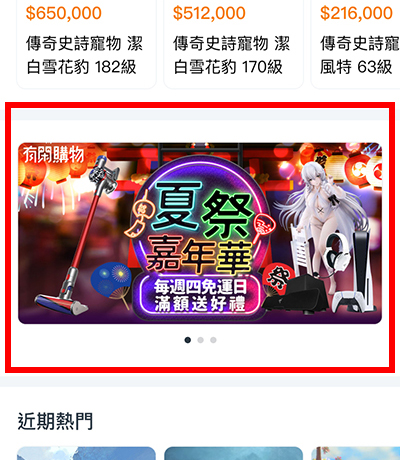 $650,000
$512,000
$216,000
傳奇史詩寵物 潔
白雪花豹 182級
傳奇史詩寵物 潔
白雪花豹 170級
傳奇史詩寵
風特 63級
有閑購物
夏祭
嘉年華
每週四免運日
滿額送好禮
祭
近期熱門